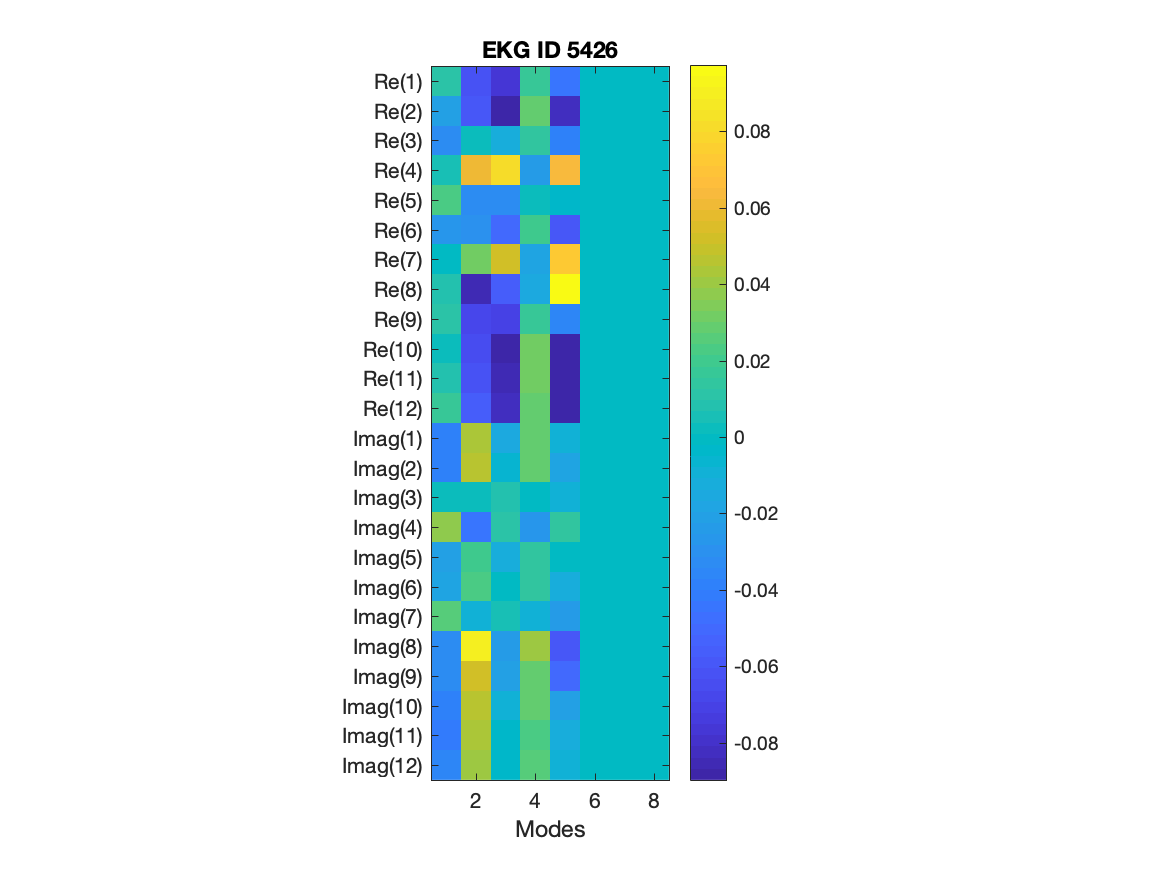 EKG ID 5426
Re(1)
Re(2)
Re(3)
Re(4)
Re(5)
Re(6)
Re(7)
Re(8)
Re(9)
Re(10)
Re(11)
Re(12)
Imag(1)
Imag(2)
Imag(3)
Imag(4)
Imag(5)
Imag(6)
Imag(7)
Imag(8)
Imag(9)
Imag(10)
Imag(11)
Imag(12)
2 4 6 8
Modes
0.08
0.06
0.04
0.02
0
-0.02
-0.04
-0.06
-0.08